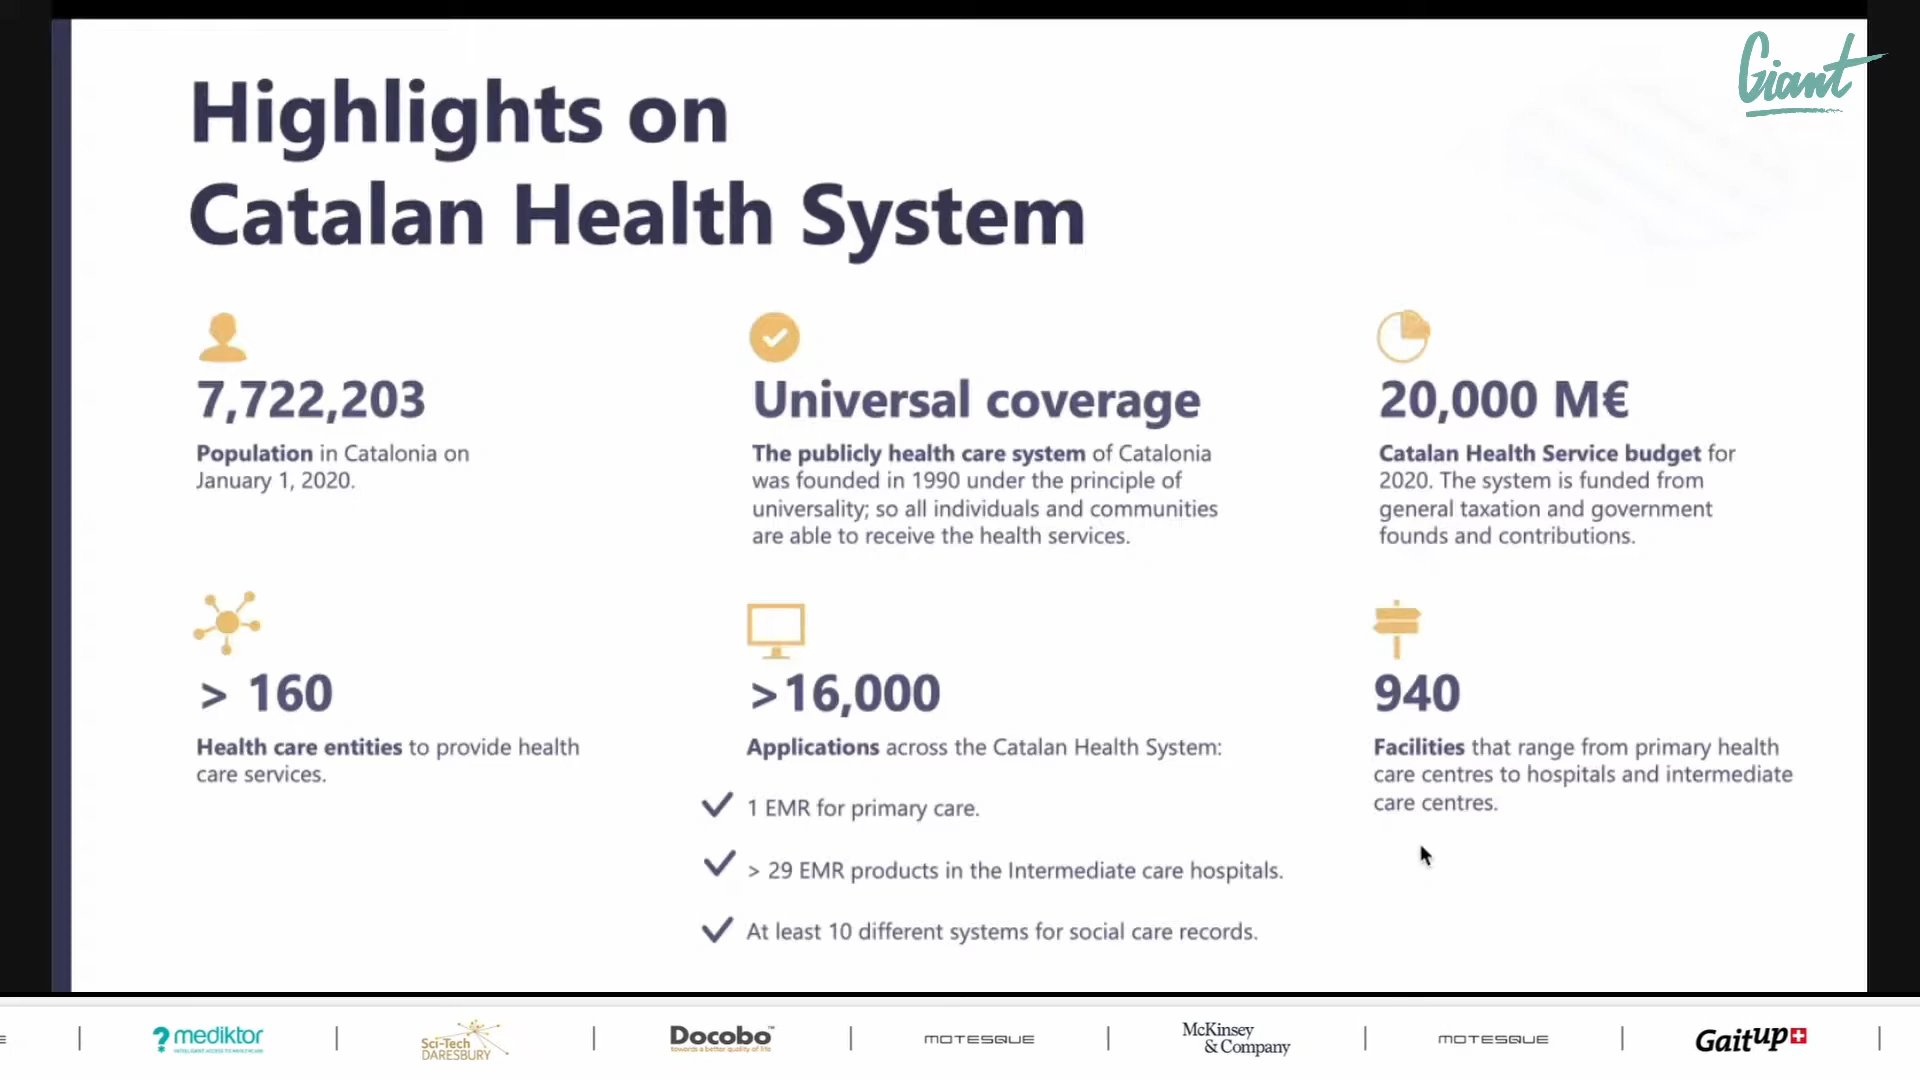 Giant
Highlights on
Catalan Health System
7,722,203
Population in Catalonia on
January 1, 2020.
Universal coverage
The publicly health care system of Catalonia
was founded in 1990 under the principle of
universality; so all individuals and communities
are able to receive the health services.
20,000 M€
Catalan Health Service budget for
2020. The system is funded from
general taxation and government
founds and contributions.
> 160
Health care entities to provide health
care services.
>16,000
Applications across the Catalan Health System:
1 EMR for primary care.
> 29 EMR products in the Intermediate care hospitals.
At least 10 different systems for social care records.
940
Facilities that range from primary health
care centres to hospitals and intermediate
care centres.
mediktor
INTELLIGENT ACCESS TO HEALTHCARE
Sci-Tech
DARESBURY
Docobo™
towards a better quality of life
MOTESQUE
McKinsey
& Company
MOTESQUE
Gaitup